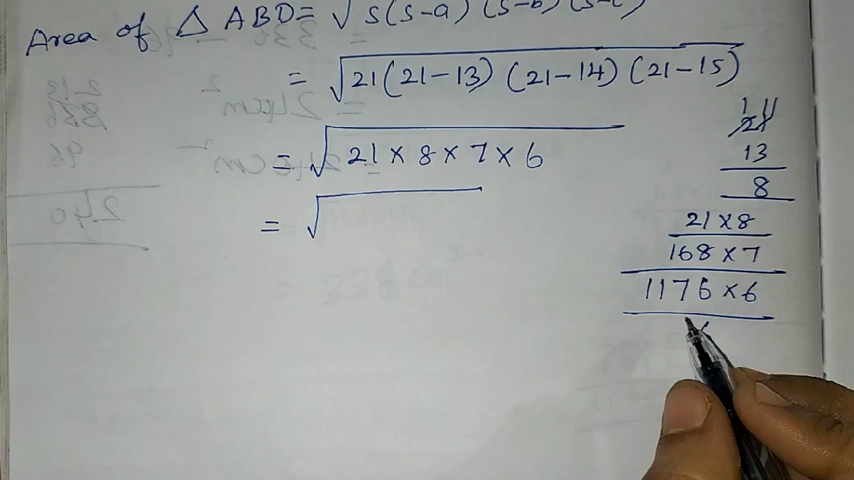 Area of △ ABD = √s(s-a) (s-b) (s-c)
= √21(21-13) (21-14) (21-15)
= √21 × 8 × 7 × 6
= √
21
13
8
21×8
168×7
1176×6
240